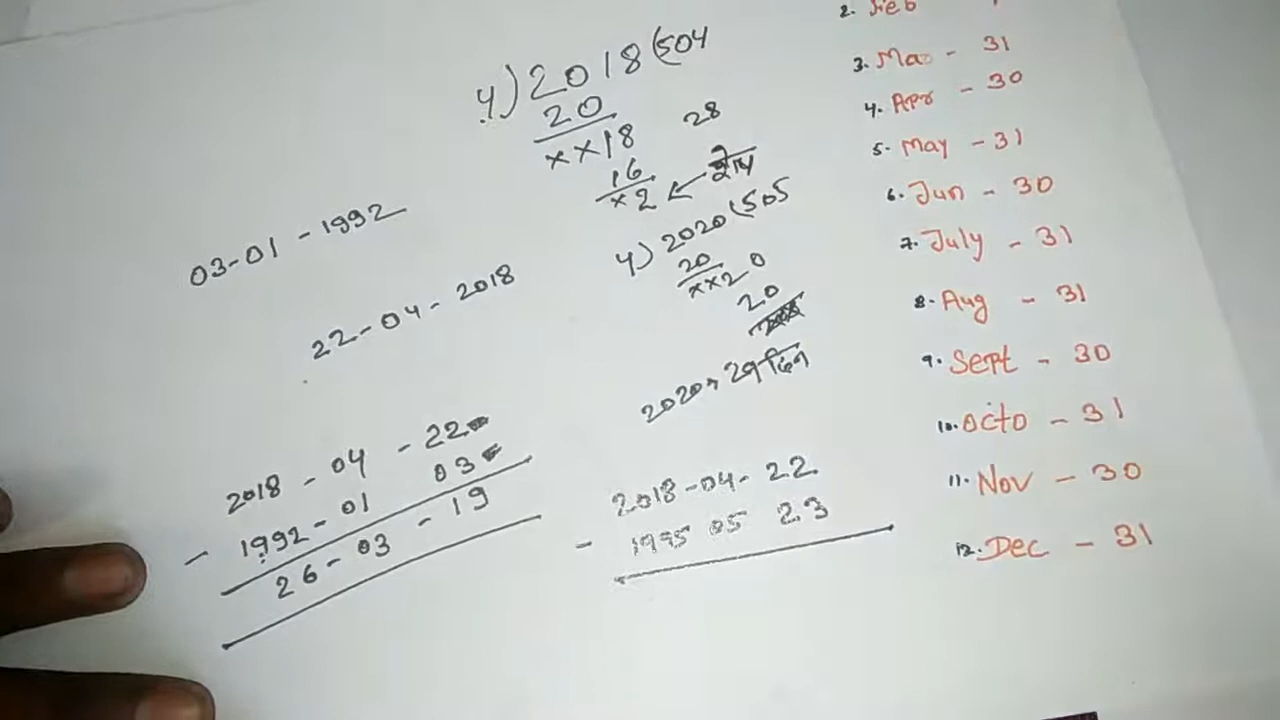 4)2018(504
20
××18
16
×2
28
शेष
4)2020(505
20
××20
20
2020→ 29 दिन
03-01-1992
22-04-2018
2018-04-22
- 1992-01 03
26-03-19
2018-04-22
- 1995 05 23
2. Feb
3. Mar - 31
4. Apr - 30
5. May - 31
6. Jun - 30
7. July - 31
8. Aug - 31
9. Sept - 30
10. Octo - 31
11. Nov - 30
12. Dec - 31